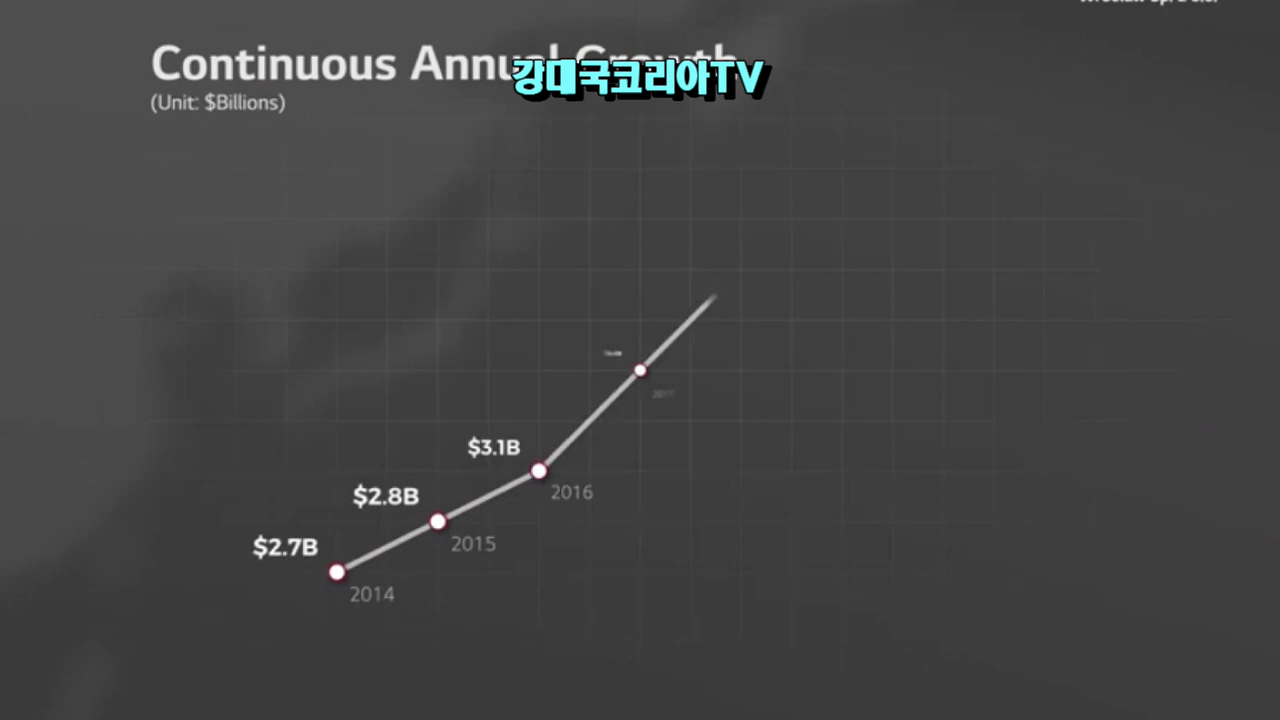 Continuous Annual Growth
강대국코리아TV
(Unit: $Billions)
$3.1B
2016
$2.8B
2015
$2.7B
2014